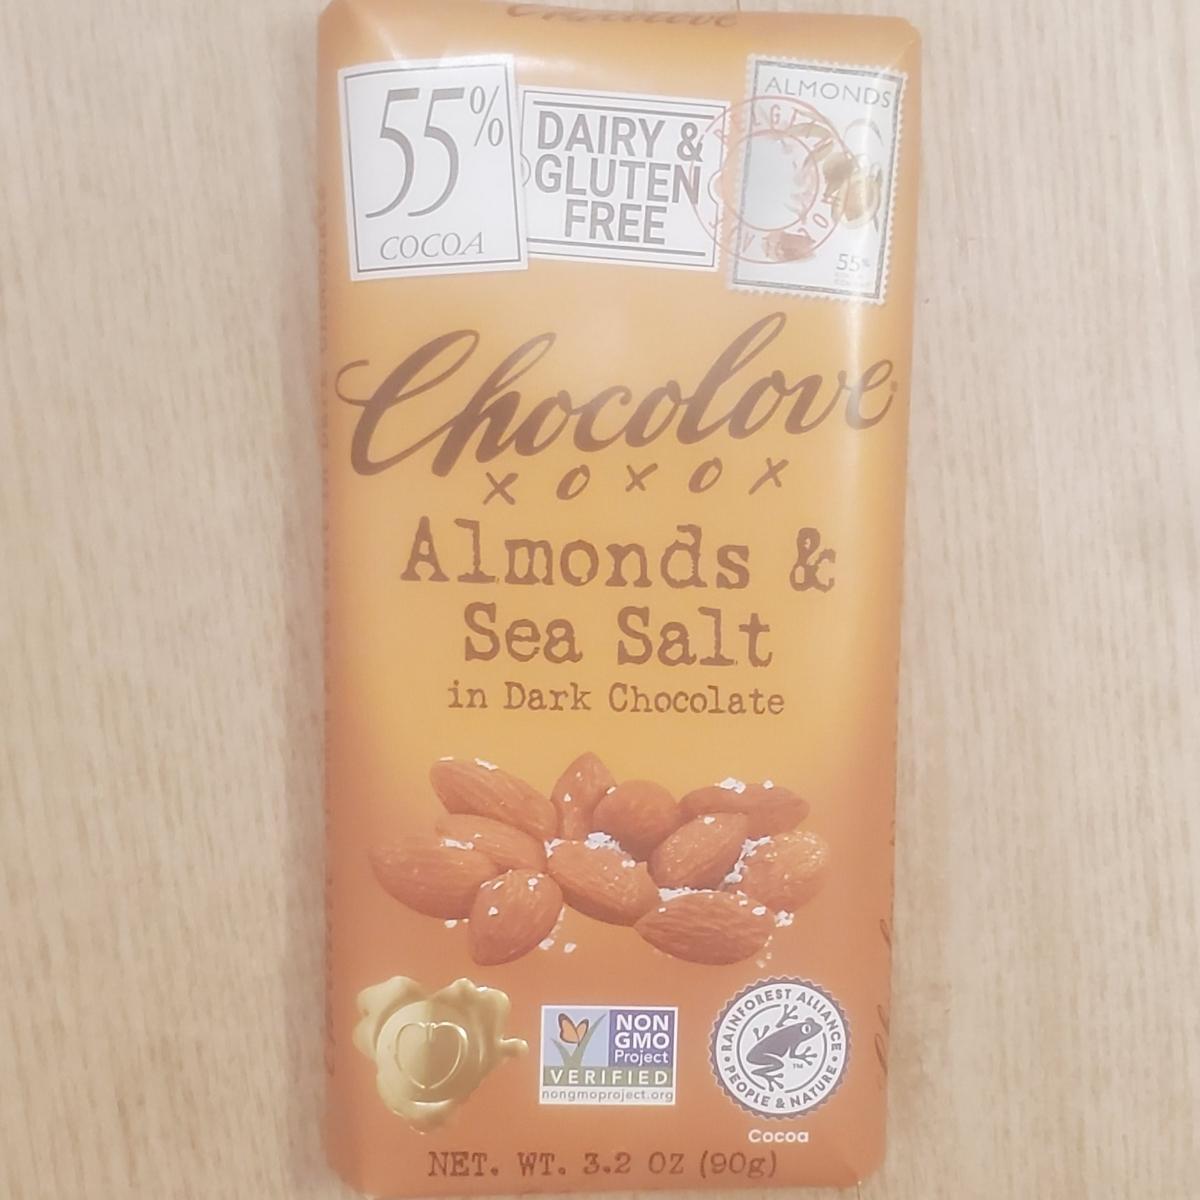 55%
COCOA
DAIRY &
GLUTEN
FREE
ALMONDS
55%
Chocolove
xoxox
Almonds &
Sea Salt
in Dark Chocolate
NON
GMO
Project
VERIFIED
nongmoproject.org
RAINFOREST ALLIANCE
PEOPLE & NATURE
TM
Cocoa
NET. WT. 3.2 OZ (90g)